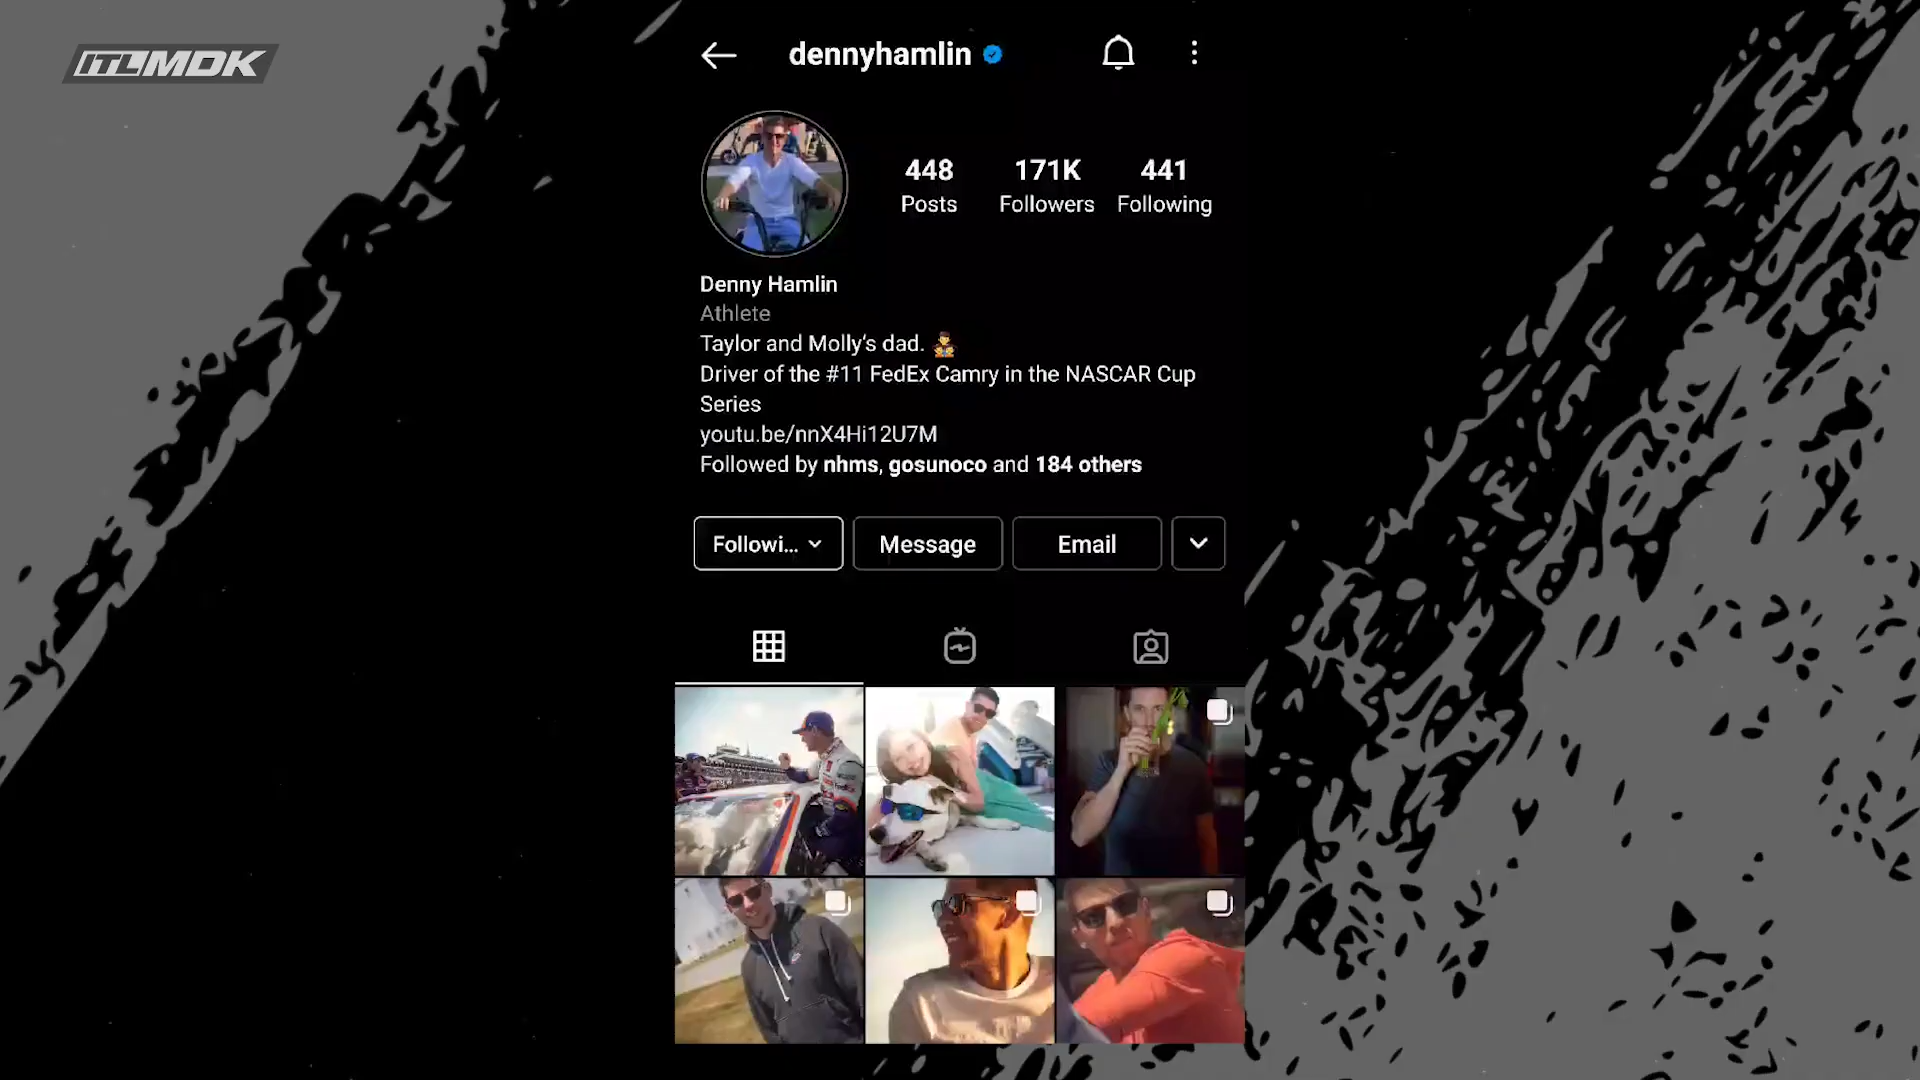 ITLMDK
dennyhamlin
448
171K
441
Posts
Followers
Following
Denny Hamlin
Athlete
Taylor and Molly's dad.
Driver of the #11 FedEx Camry in the NASCAR Cup
Series
youtu.be/nnX4Hi12U7M
Followed by nhms, gosunoco and 184 others
Followi...
Message
Email